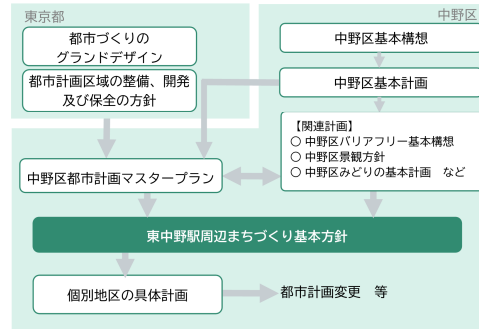 東京都
都市づくりの
グランドデザイン
都市計画区域の整備、開発
及び保全の方針
中野区
中野区基本構想
中野区基本計画
【関連計画】
○ 中野区バリアフリー基本構想
○ 中野区景観方針
○ 中野区みどりの基本計画　など
中野区都市計画マスタープラン
東中野駅周辺まちづくり基本方針
個別地区の具体計画
都市計画変更　等